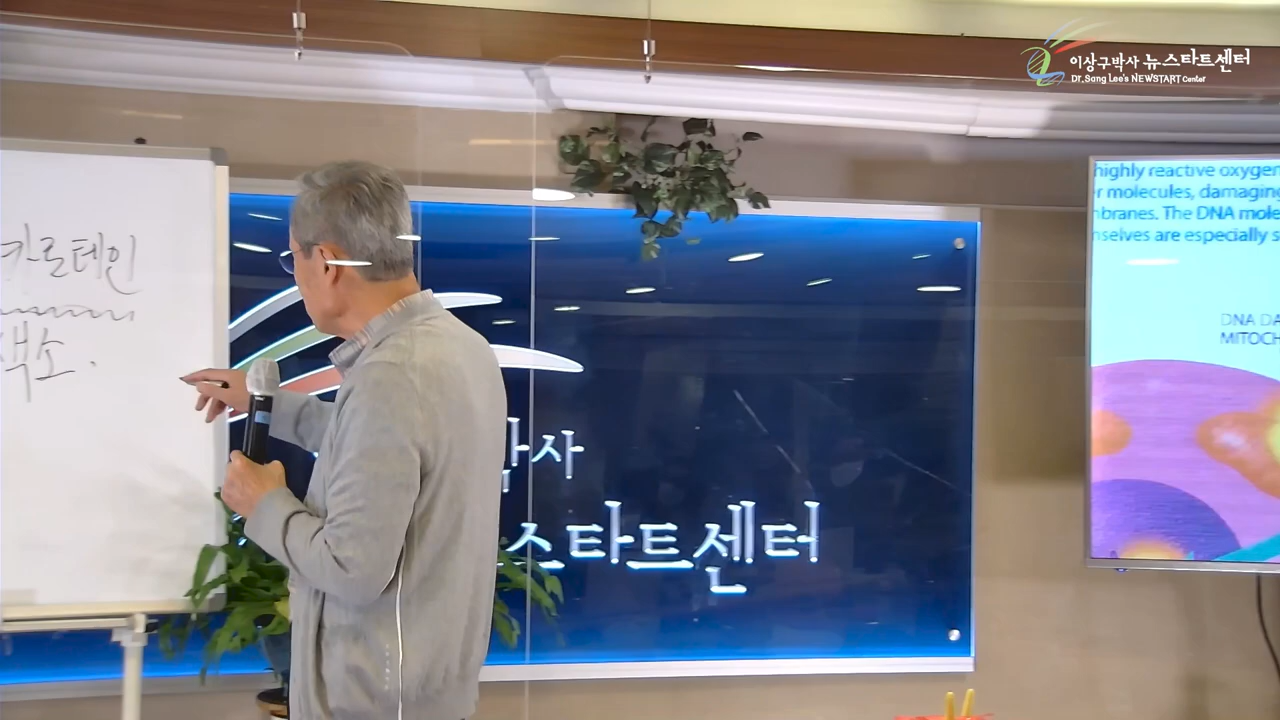 이상구박사 뉴스타트센터
Dr. Sang Lee's NEWSTART Center
카로테인
색소.
박사
스타트센터
highly reactive oxygen
r molecules, damaging
branes. The DNA mole
nselves are especially s
DNA DA
MITOCH